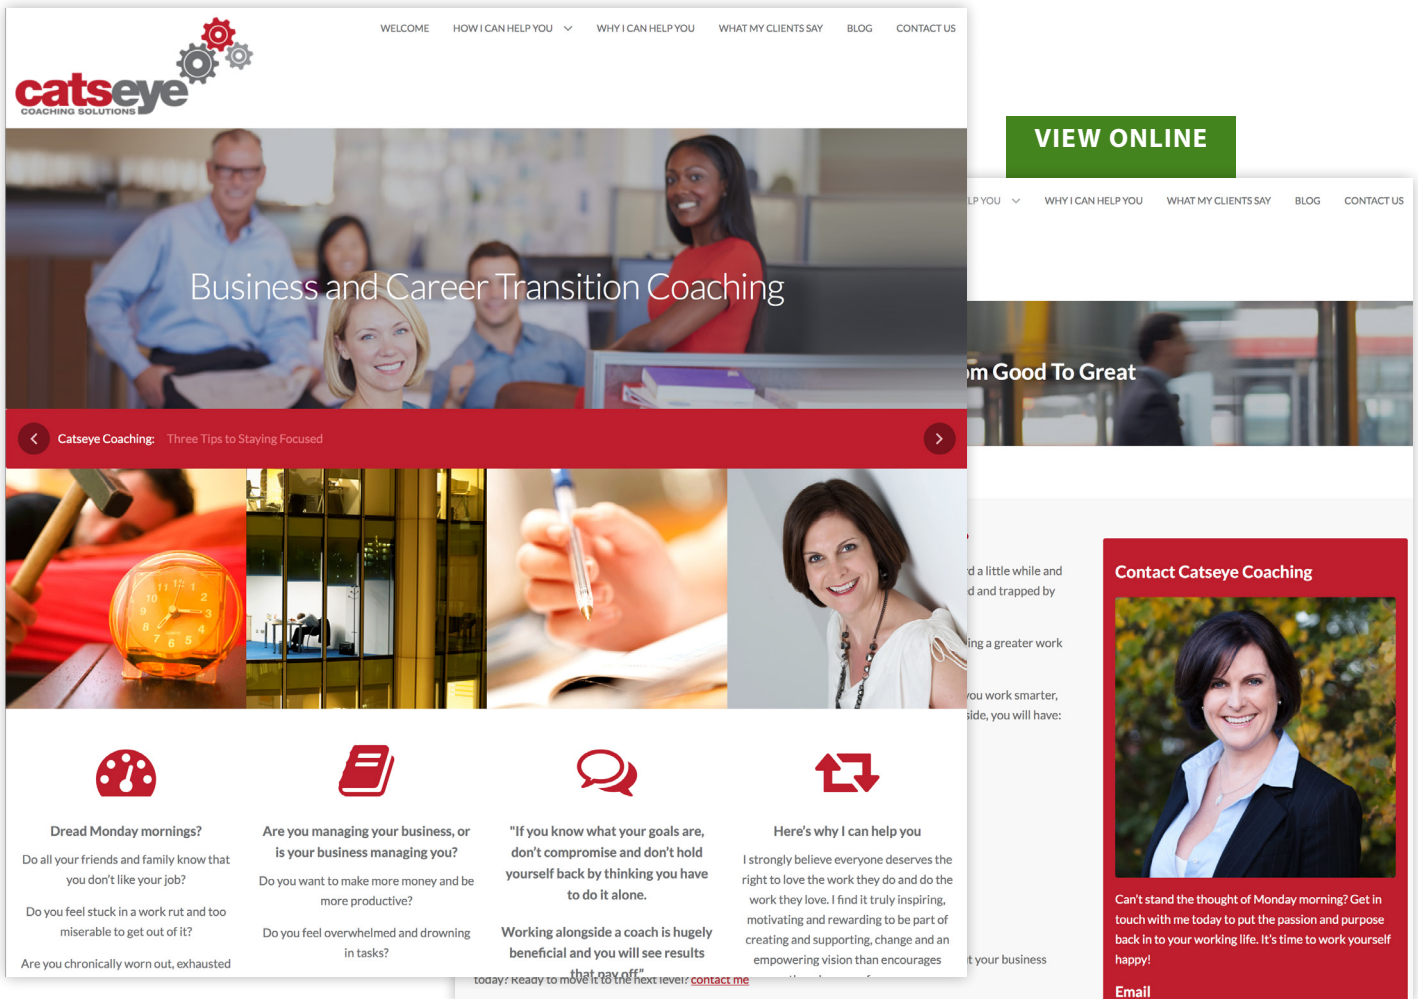 WELCOME HOW I CAN HELP YOU WHY I CAN HELP YOU WHAT MY CLIENTS SAY BLOG CONTACT US
catseye
COACHING SOLUTIONS
Business and Career Transition Coaching
Catseye Coaching: Three Tips to Staying Focused
Dread Monday mornings?
Do all your friends and family know that
you don't like your job?
Do you feel stuck in a work rut and too
miserable to get out of it?
Are you chronically worn out, exhausted
Are you managing your business, or
is your business managing you?
Do you want to make more money and be
more productive?
Do you feel overwhelmed and drowning
in tasks?
"If you know what your goals are,
don't compromise and don't hold
yourself back by thinking you have
to do it alone.
Working alongside a coach is hugely
beneficial and you will see results
that pay off."
Here's why I can help you
I strongly believe everyone deserves the
right to love the work they do and do the
work they love. I find it truly inspiring,
motivating and rewarding to be part of
creating and supporting, change and an
empowering vision than encourages
VIEW ONLINE
LP YOU WHY I CAN HELP YOU WHAT MY CLIENTS SAY BLOG CONTACT US
om Good To Great
rd a little while and
d and trapped by
ing a greater work
you work smarter,
side, you will have:
t your business
today? Ready to move it to the next level? contact me
Contact Catseye Coaching
Can't stand the thought of Monday morning? Get in
touch with me today to put the passion and purpose
back in to your working life. It's time to work yourself
happy!
Email